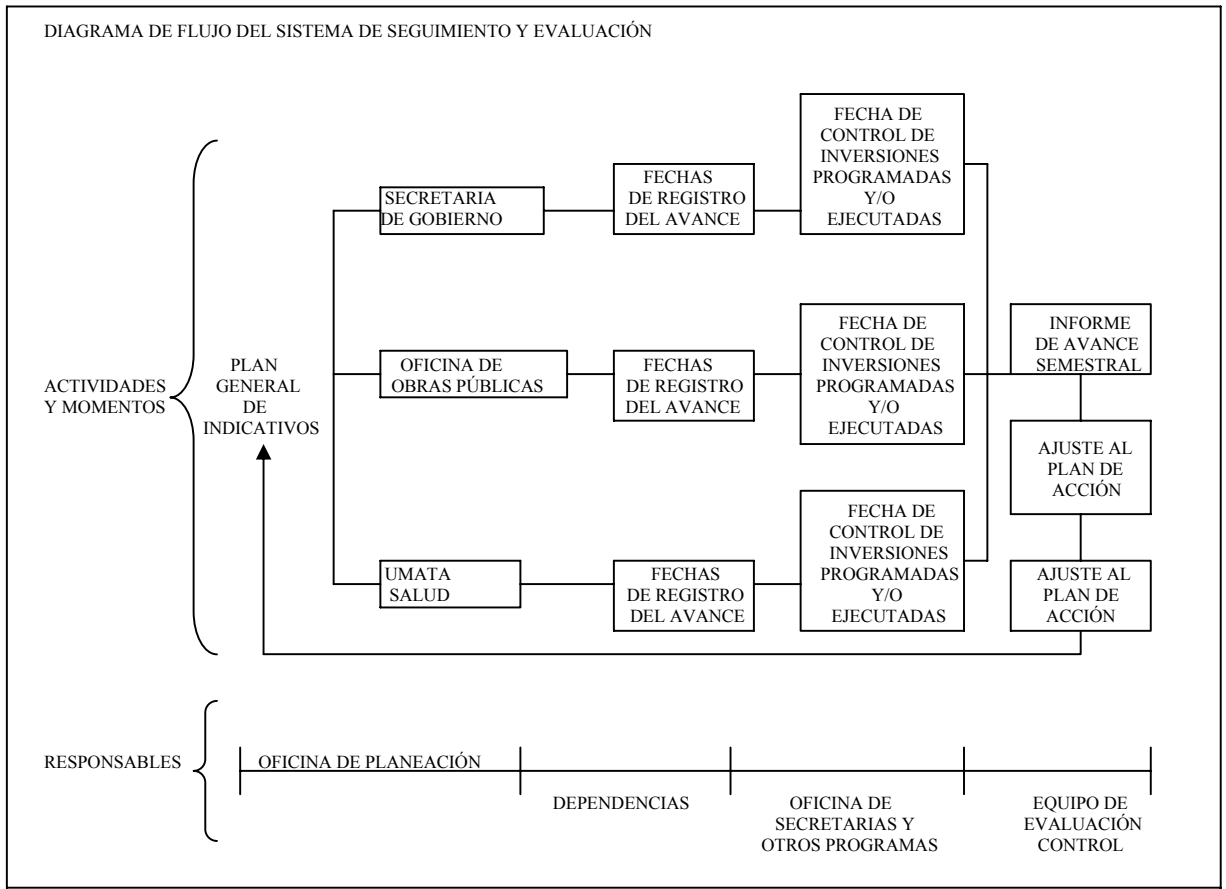 DIAGRAMA DE FLUJO DEL SISTEMA DE SEGUIMIENTO Y EVALUACIÓN
ACTIVIDADES
Y MOMENTOS
PLAN
GENERAL
DE
INDICATIVOS
SECRETARIA
DE GOBIERNO
FECHAS
DE REGISTRO
DEL AVANCE
FECHA DE
CONTROL DE
INVERSIONES
PROGRAMADAS
Y/O
EJECUTADAS
OFICINA DE
OBRAS PÚBLICAS
FECHAS
DE REGISTRO
DEL AVANCE
FECHA DE
CONTROL DE
INVERSIONES
PROGRAMADAS
Y/O
EJECUTADAS
UMATA
SALUD
FECHAS
DE REGISTRO
DEL AVANCE
FECHA DE
CONTROL DE
INVERSIONES
PROGRAMADAS
Y/O
EJECUTADAS
INFORME
DE AVANCE
SEMESTRAL
AJUSTE AL
PLAN DE
ACCIÓN
AJUSTE AL
PLAN DE
ACCIÓN
RESPONSABLES
OFICINA DE PLANEACIÓN
DEPENDENCIAS
OFICINA DE
SECRETARIAS Y
OTROS PROGRAMAS
EQUIPO DE
EVALUACIÓN
CONTROL